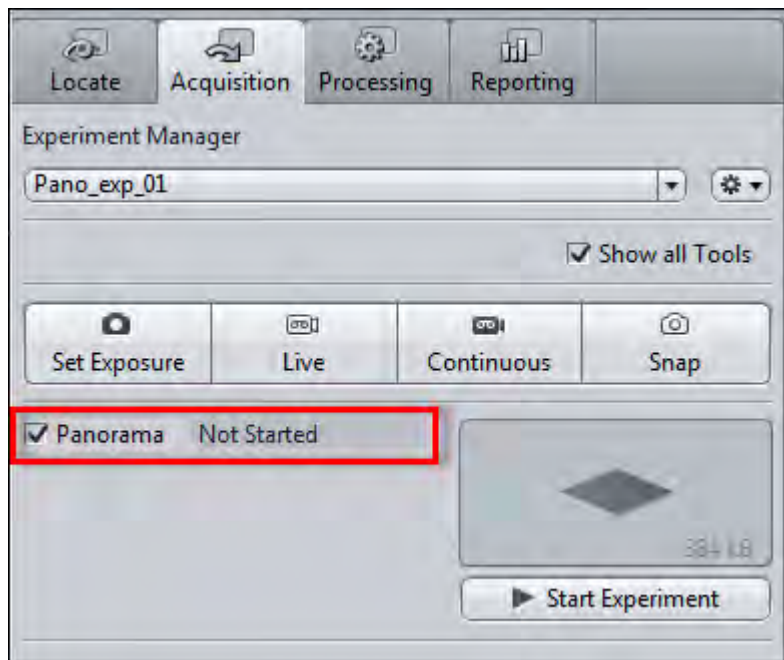 Locate Acquisition Processing Reporting
Experiment Manager
Pano_exp_01
Show all Tools
Set Exposure Live Continuous Snap
Panorama Not Started
Start Experiment